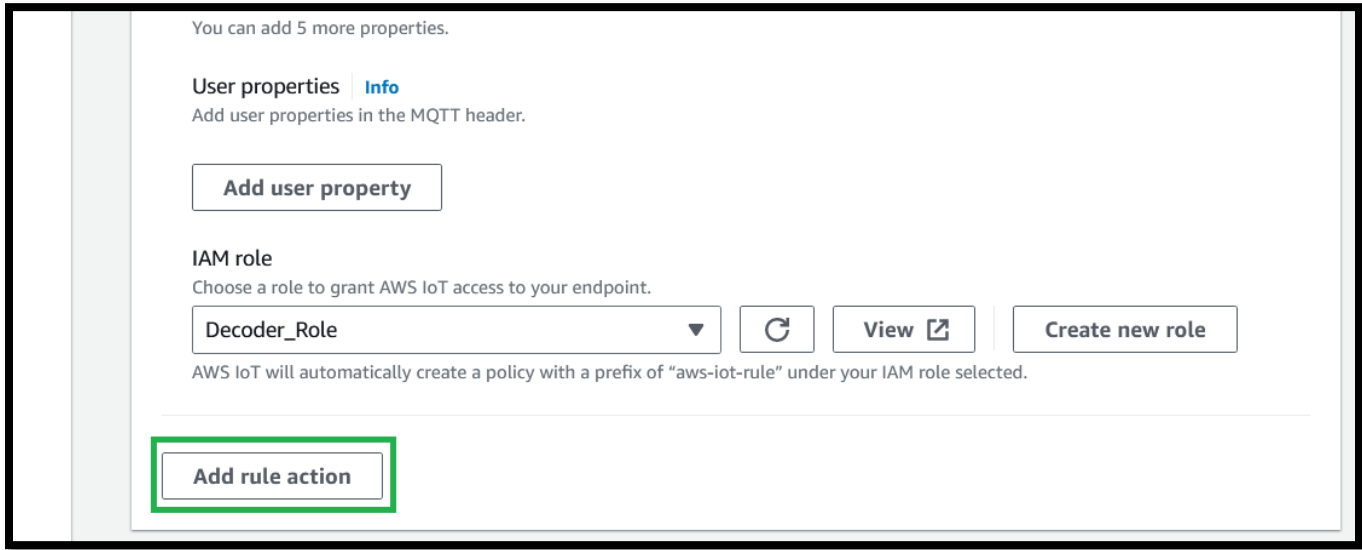 You can add 5 more properties.
User properties Info
Add user properties in the MQTT header.
Add user property
IAM role
Choose a role to grant AWS IoT access to your endpoint.
Decoder_Role View Create new role
AWS IoT will automatically create a policy with a prefix of “aws-iot-rule” under your IAM role selected.
Add rule action